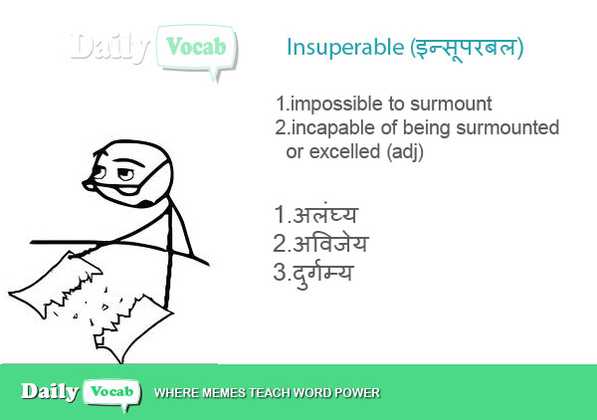 Daily Vocab
Insuperable (इन्सूपरबल)
1.impossible to surmount
2.incapable of being surmounted
or excelled (adj)
1.अलंघ्य
2.अविजेय
3.दुर्गम्य
Daily Vocab WHERE MEMES TEACH WORD POWER